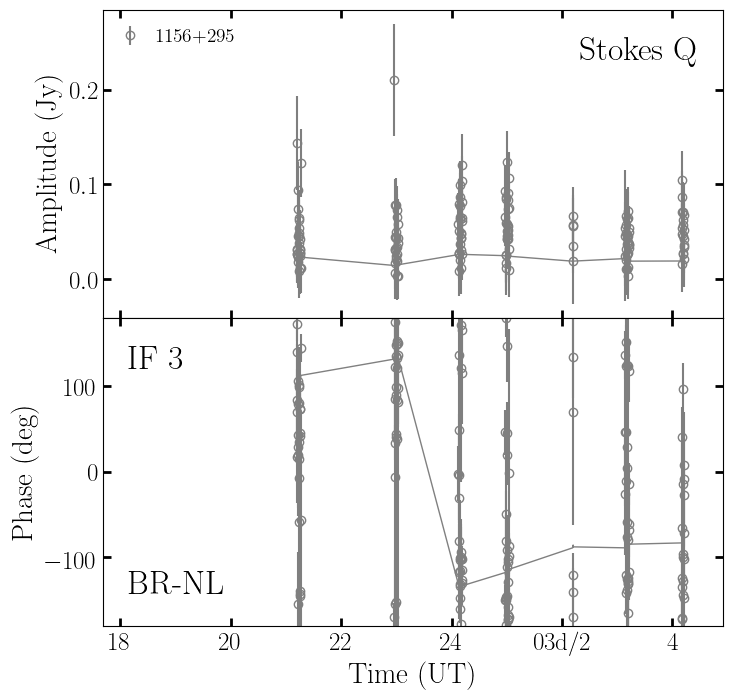 1156+295
Stokes Q
Amplitude (Jy)
0.2
0.1
0.0
IF 3
BR-NL
Phase (deg)
100
0
−100
18 20 22 24 03d/2 4
Time (UT)